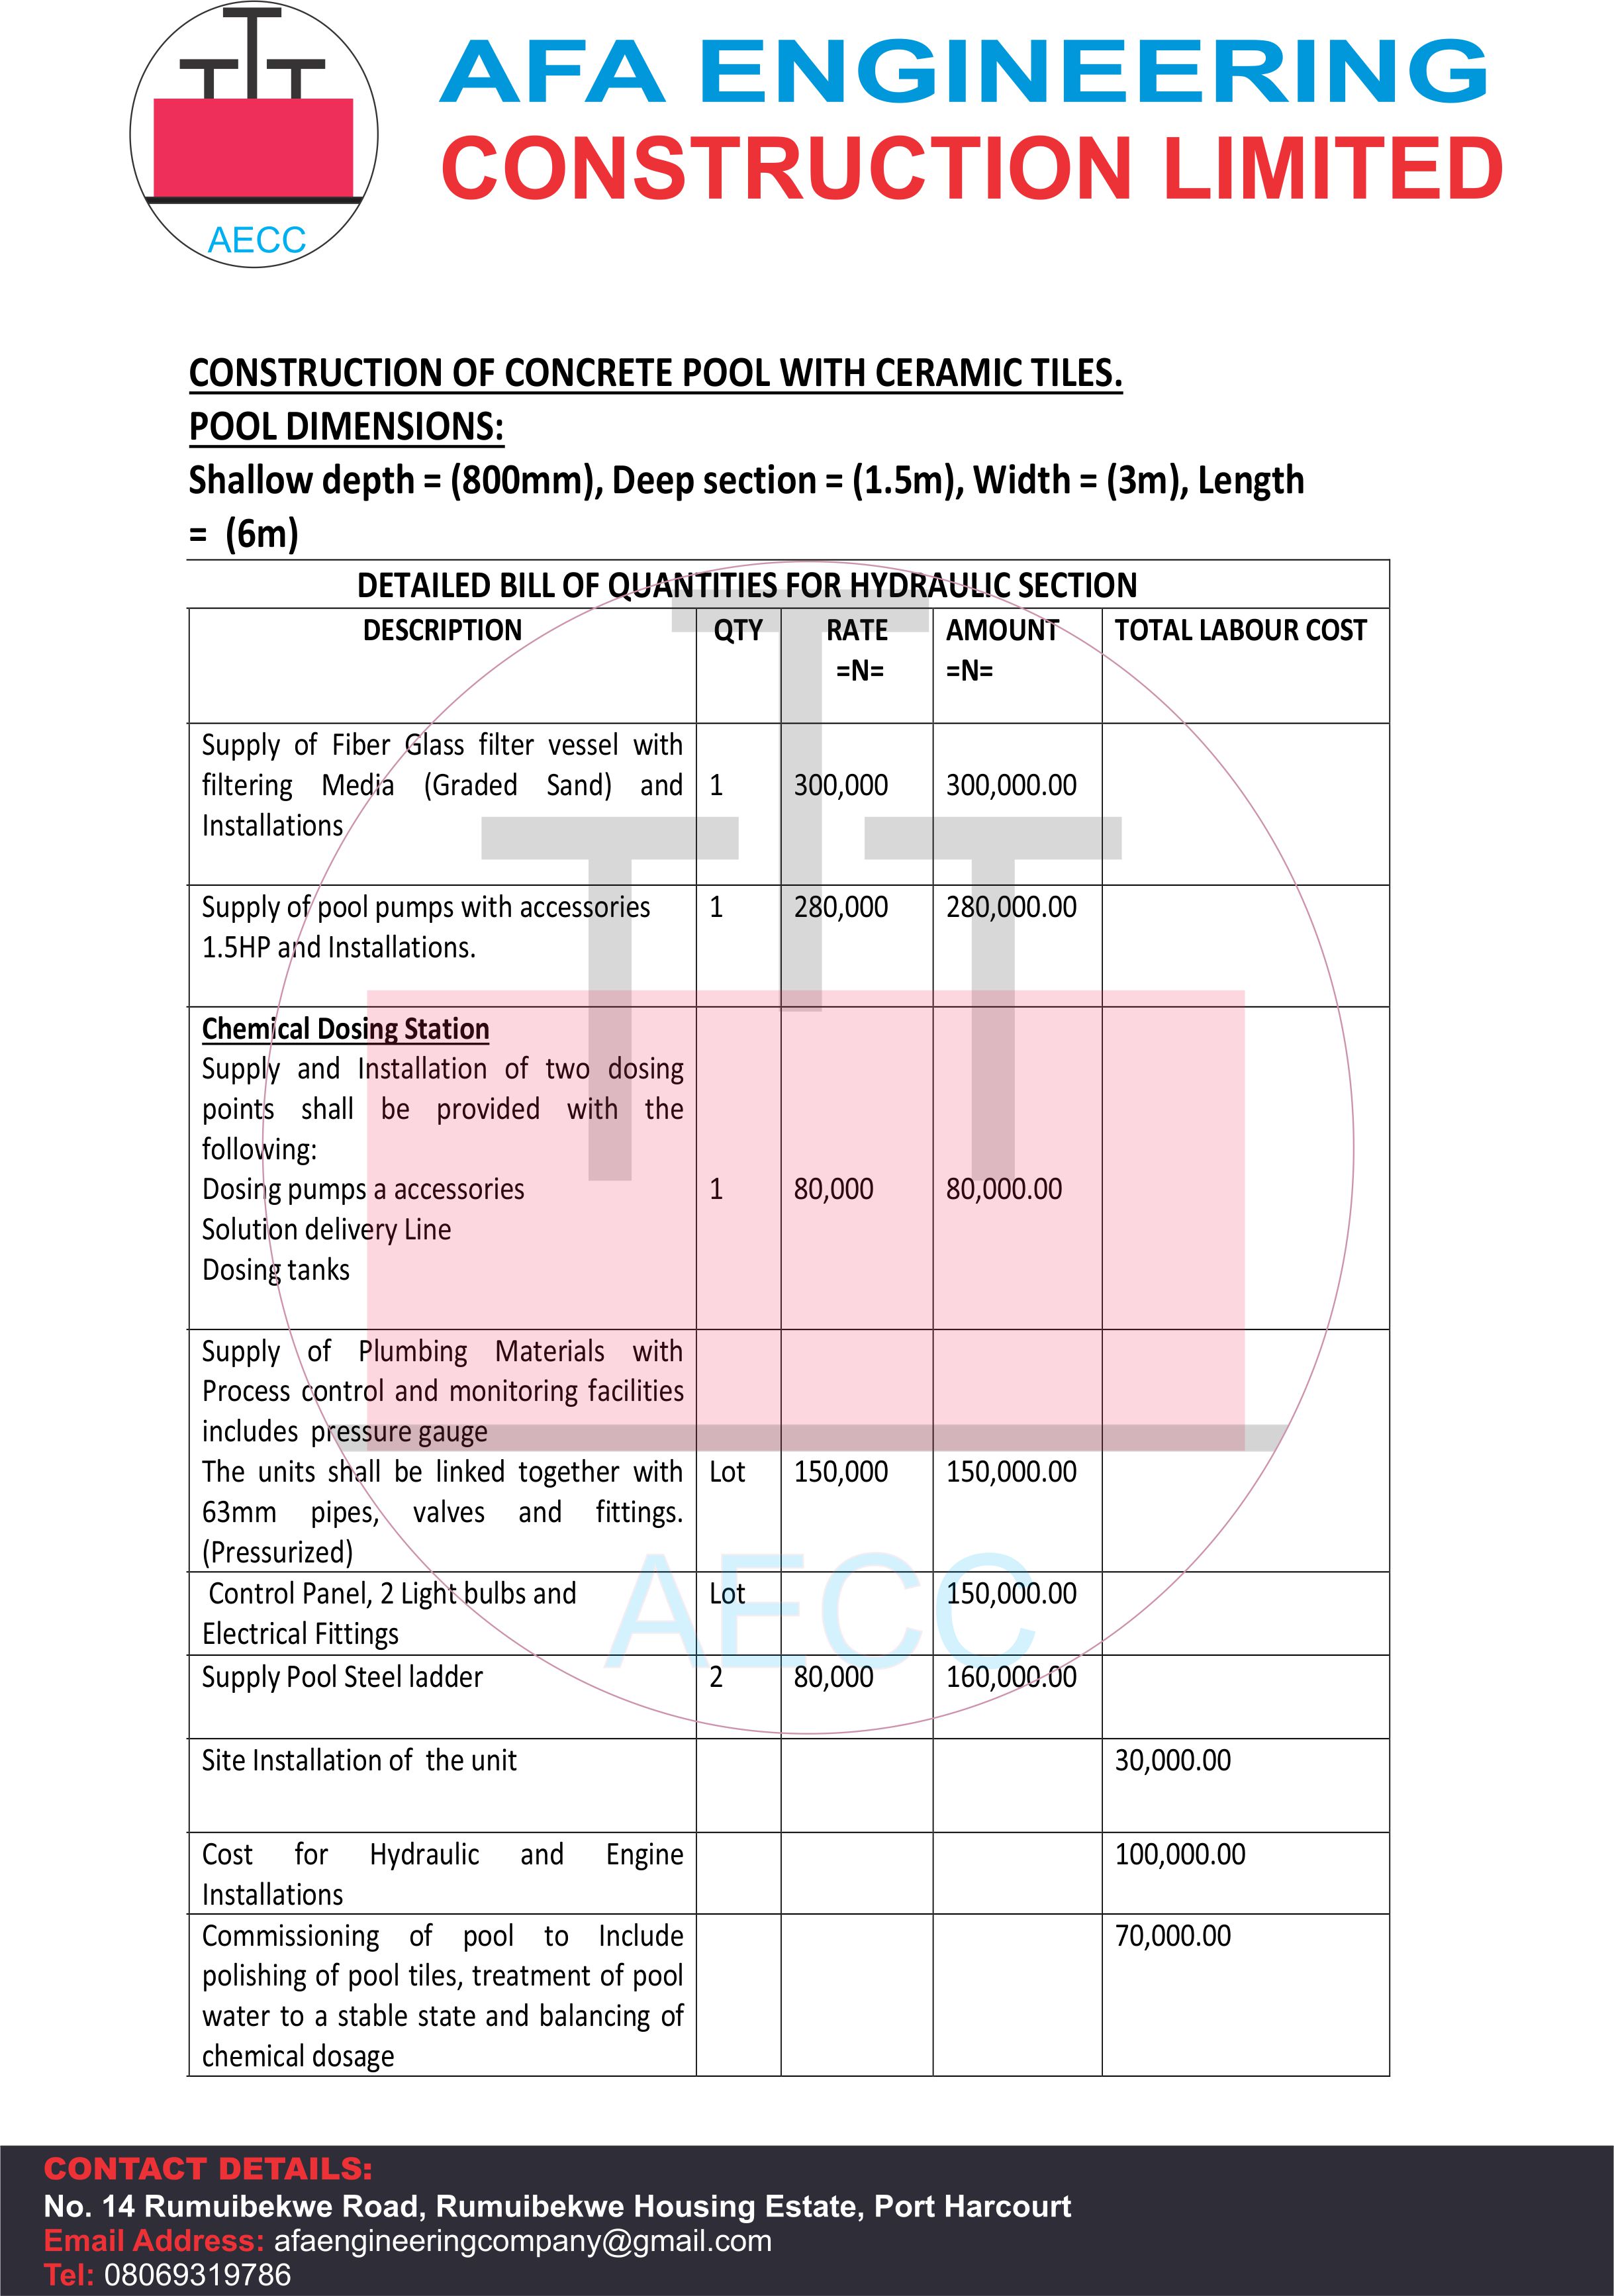 AFA ENGINEERING
CONSTRUCTION LIMITED
AECC
CONSTRUCTION OF CONCRETE POOL WITH CERAMIC TILES.
POOL DIMENSIONS:
Shallow depth = (800mm), Deep section = (1.5m), Width = (3m), Length
= (6m)
DETAILED BILL OF QUANTITIES FOR HYDRAULIC SECTION
DESCRIPTION QTY RATE AMOUNT TOTAL LABOUR COST
=N= =N=
Supply of Fiber Glass filter vessel with
filtering Media (Graded Sand) and 1 300,000 300,000.00
Installations
Supply of pool pumps with accessories 1 280,000 280,000.00
1.5HP and Installations.
Chemical Dosing Station
Supply and Installation of two dosing
points shall be provided with the
following:
Dosing pumps a accessories 1 80,000 80,000.00
Solution delivery Line
Dosing tanks
Supply of Plumbing Materials with
Process control and monitoring facilities
includes pressure gauge
The units shall be linked together with Lot 150,000 150,000.00
63mm pipes, valves and fittings.
(Pressurized)
Control Panel, 2 Light bulbs and Lot 150,000.00
Electrical Fittings
AECC
Supply Pool Steel ladder 2 80,000 160,000.00
Site Installation of the unit 30,000.00
Cost for Hydraulic and Engine 100,000.00
Installations
Commissioning of pool to Include 70,000.00
polishing of pool tiles, treatment of pool
water to a stable state and balancing of
chemical dosage
CONTACT DETAILS:
No. 14 Rumuibekwe Road, Rumuibekwe Housing Estate, Port Harcourt
Email Address: afaengineeringcompany@gmail.com
Tel: 08069319786